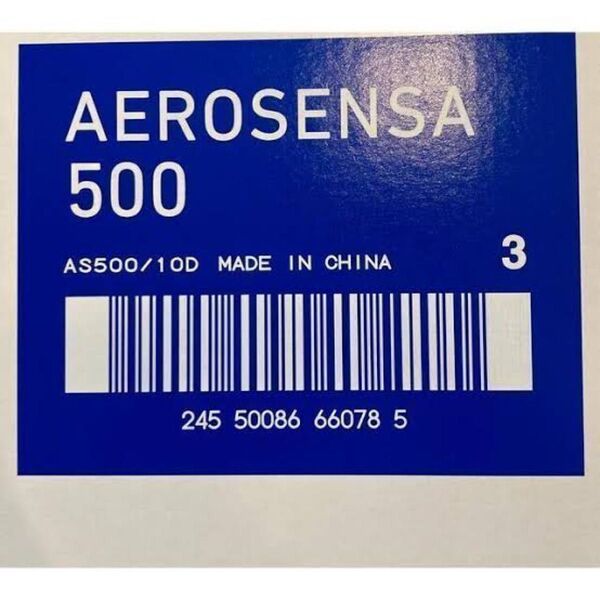 AEROSENSA
500
AS500/10D MADE IN CHINA 3
245 50086 66078 5